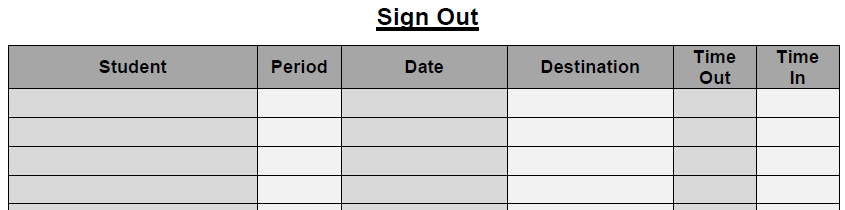 Sign Out
Student Period Date Destination Time Out Time In